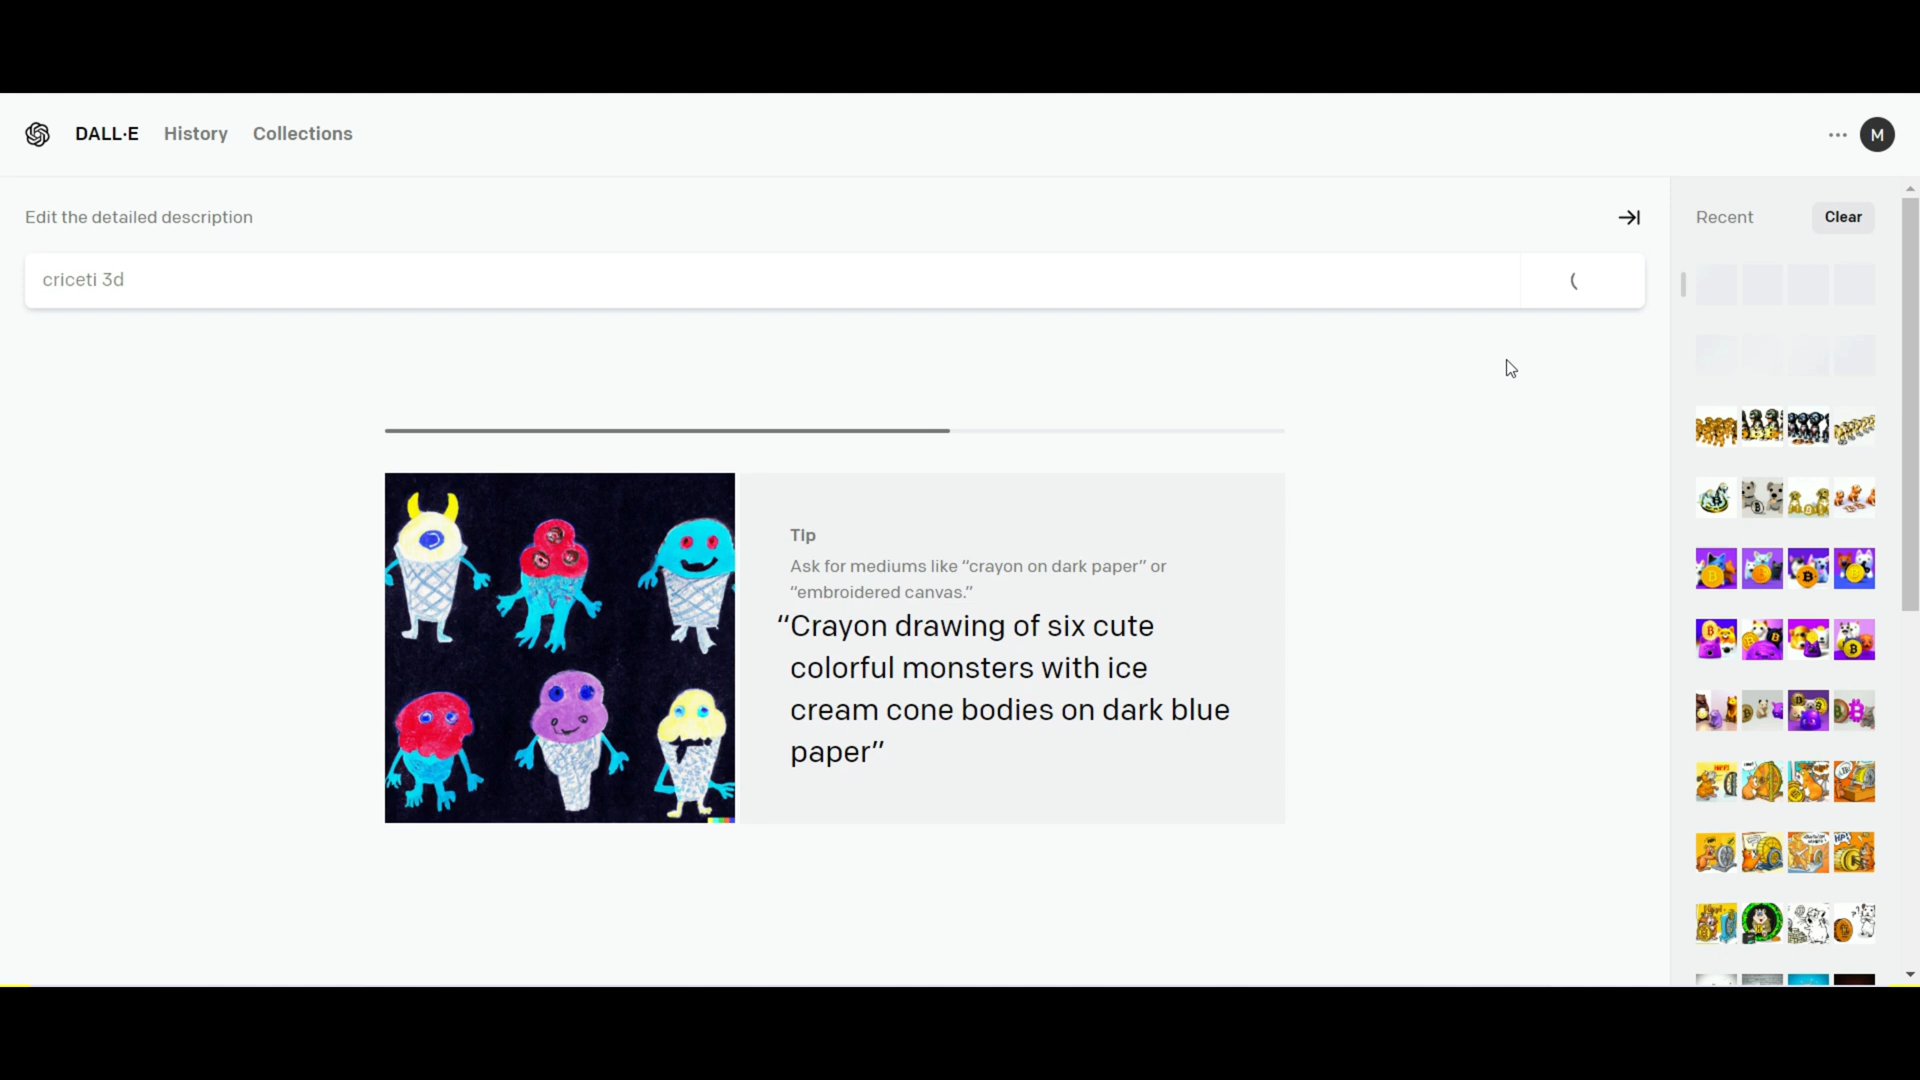 DALL·E History Collections
M
Edit the detailed description
Recent Clear
criceti 3d
Tip
Ask for mediums like “crayon on dark paper” or
“embroidered canvas.”
“Crayon drawing of six cute
colorful monsters with ice
cream cone bodies on dark blue
paper”